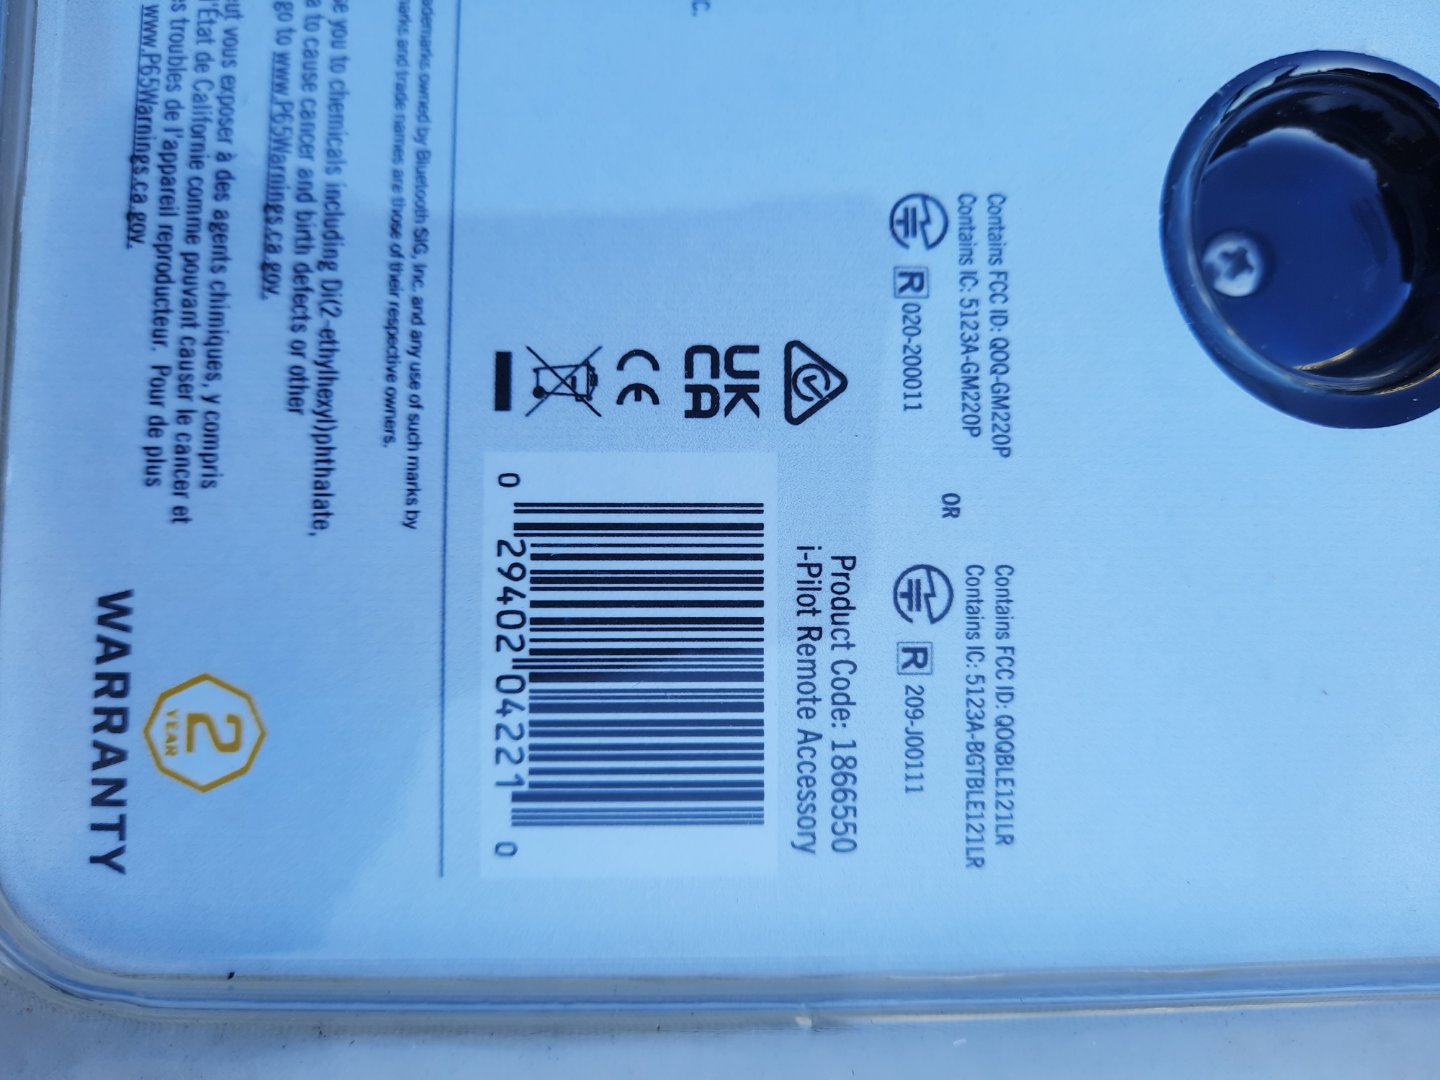 Contains FCC ID: QOQ-GM220P
Contains IC: 5123A-GM220P
R 020-200011
OR
Contains FCC ID: QOQBLE121LR
Contains IC: 5123A-BGTBLE121LR
R 209-J00111
Product Code: 1866550
i-Pilot Remote Accessory
UK
CA
CE
0 29402 04221 0
owned by Bluetooth SIG, Inc. and any use of such marks by
and trade names are those of their respective owners.
you to chemicals including Di(2-ethylhexyl)phthalate,
to cause cancer and birth defects or other
go to www.P65Warnings.ca.gov.
vous exposer à des agents chimiques, y compris
l'État de Californie comme pouvant causer le cancer et
troubles de l'appareil reproducteur. Pour de plus
www.P65Warnings.ca.gov.
2
YEAR
WARRANTY